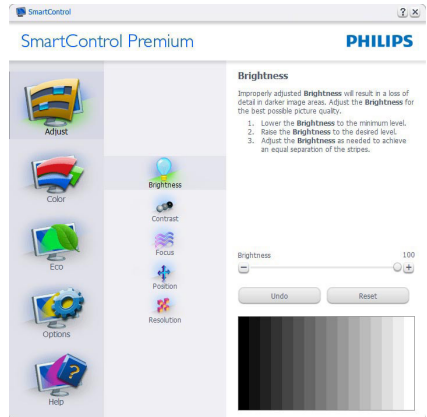 SmartControl
SmartControl Premium
PHILIPS
Adjust
Color
Eco
Options
Help
Brightness
Contrast
Focus
Position
Resolution
Brightness
Improperly adjusted Brightness will result in a loss of
detail in darker image areas. Adjust the Brightness for
the best possible picture quality.
1. Lower the Brightness to the minimum level.
2. Raise the Brightness to the desired level.
3. Adjust the Brightness as needed to achieve
an equal separation of the stripes.
Brightness 100
Undo Reset